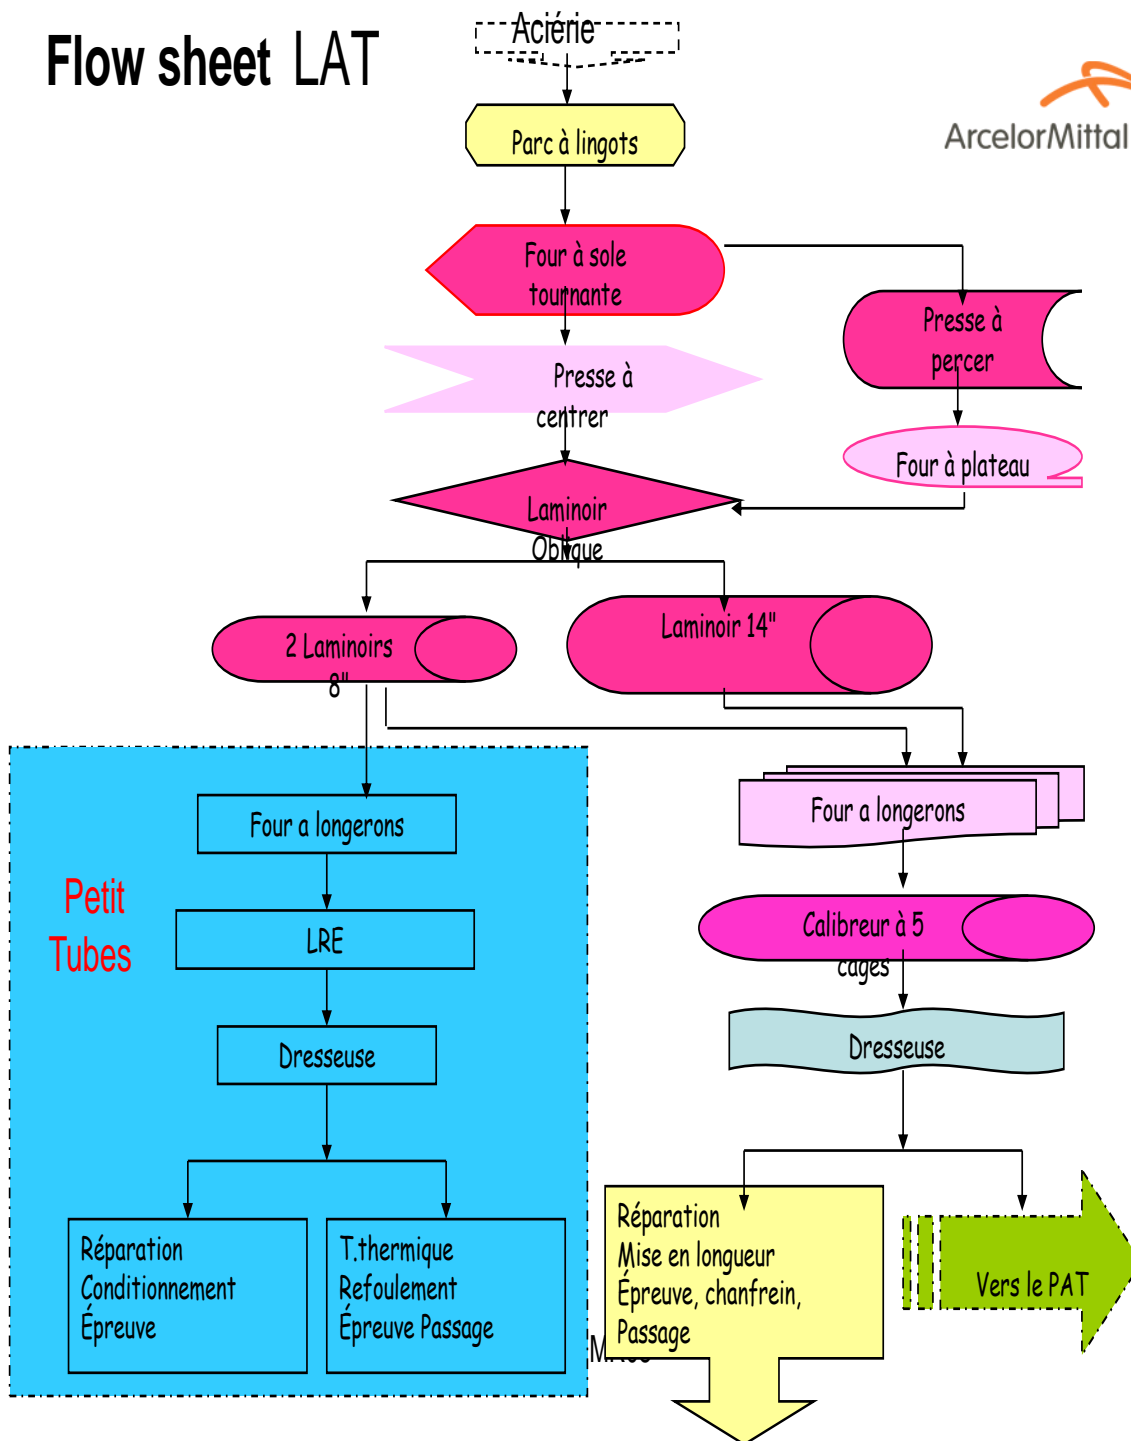 Aciérie
Flow sheet LAT
ArcelorMittal
Parc à lingots
Four à sole
tournante
Presse à
percer
Presse à
centrer
Four à plateau
Laminoir
Oblique
2 Laminoirs
8"
Laminoir 14"
Four a longerons
Four a longerons
Petit
Tubes
LRE
Calibreur à 5
cages
Dresseuse
Dresseuse
Réparation
Conditionnement
Épreuve
T.thermique
Refoulement
Épreuve Passage
Réparation
Mise en longueur
Épreuve, chanfrein,
Passage
Vers le PAT